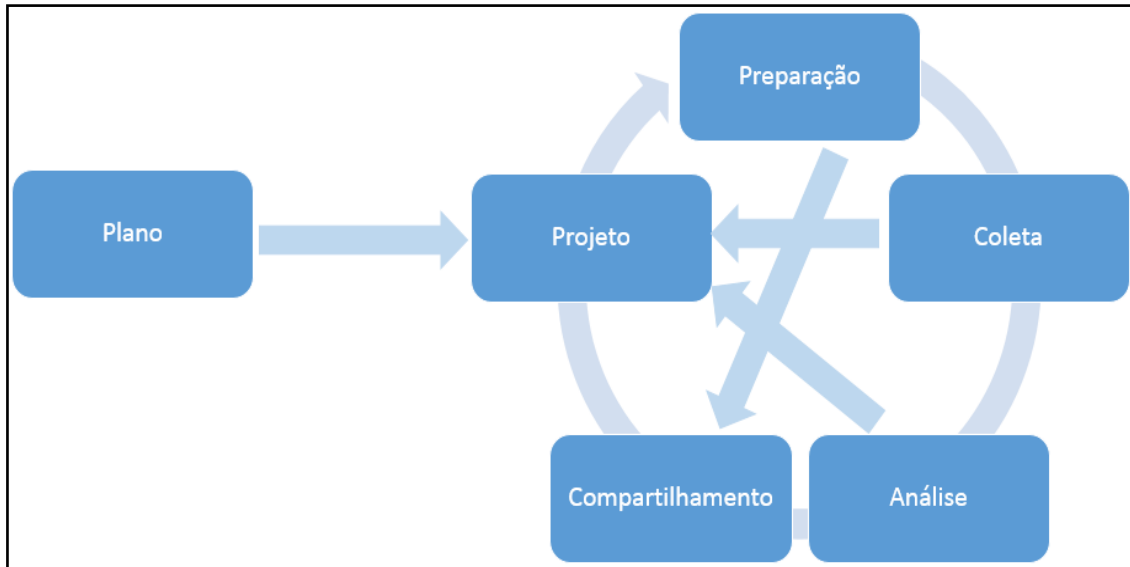 Preparação
Plano
Projeto
Coleta
Compartilhamento
Análise